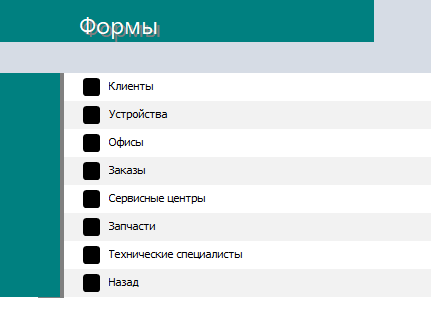 Формы
Клиенты
Устройства
Офисы
Заказы
Сервисные центры
Запчасти
Технические специалисты
Назад